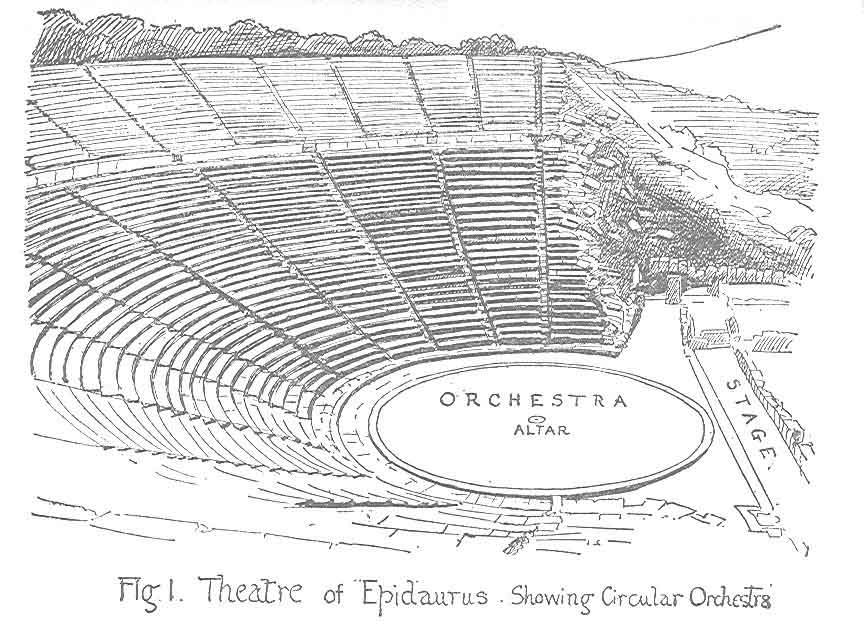 ORCHESTRA
ALTAR
STAGE.
Fig. 1. Theatre of Epidaurus. Showing Circular Orchestra